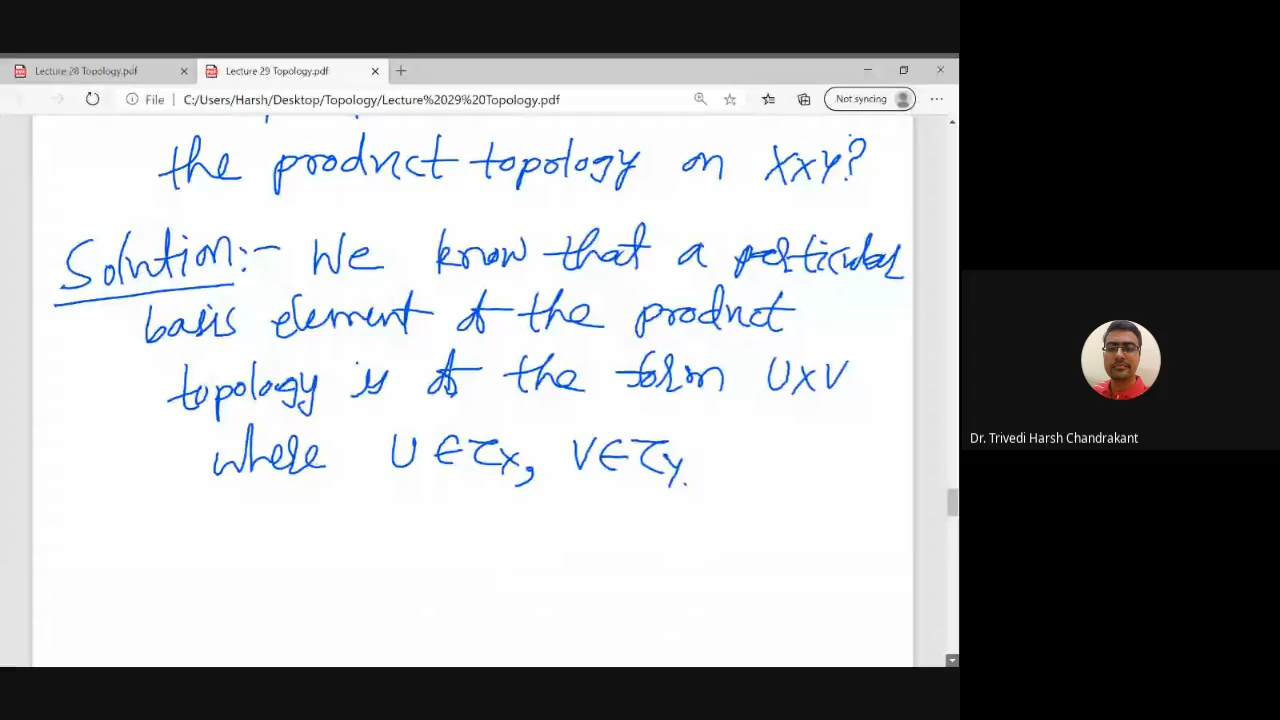 Lecture 28 Topology.pdf
Lecture 29 Topology.pdf
File
C:/Users/Harsh/Desktop/Topology/Lecture%2029%20Topology.pdf
Not syncing
the product topology on X×Y?
Solution:- We know that a particular
basis element of the product
topology is of the form U×V
where U∈τx, V∈τy.
Dr. Trivedi Harsh Chandrakant